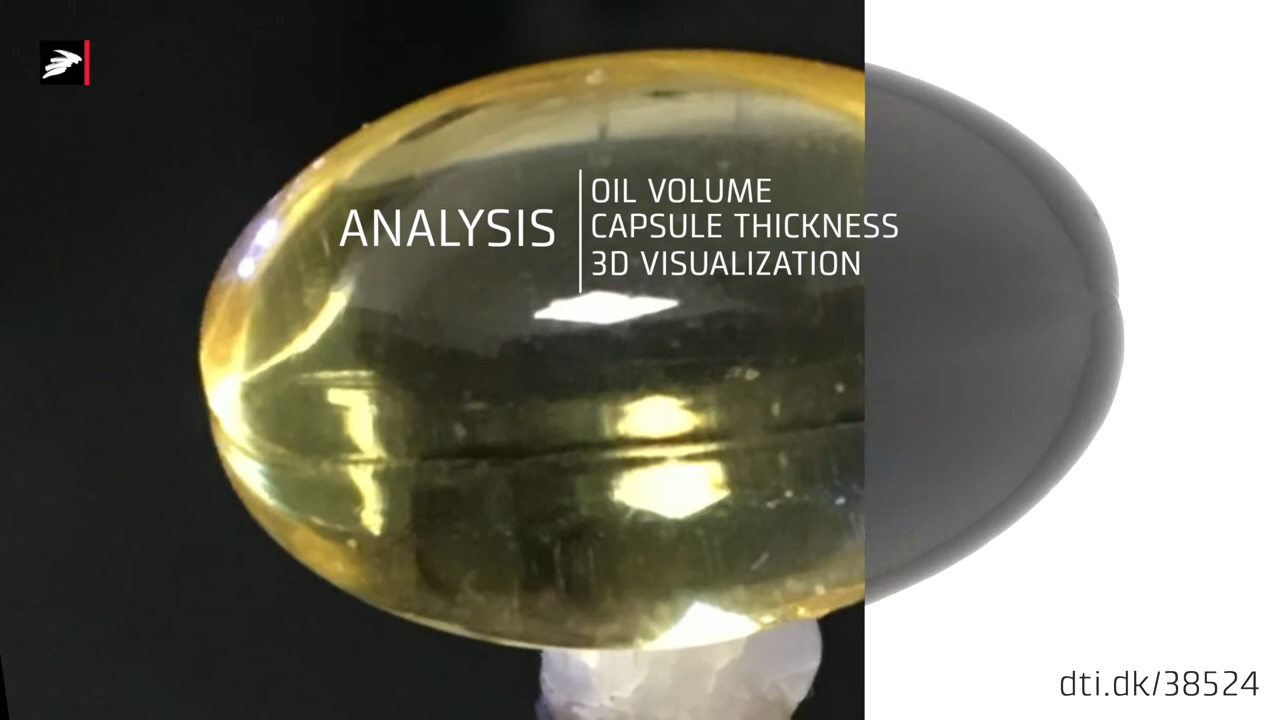 ANALYSIS
OIL VOLUME
CAPSULE THICKNESS
3D VISUALIZATION
dti.dk/38524